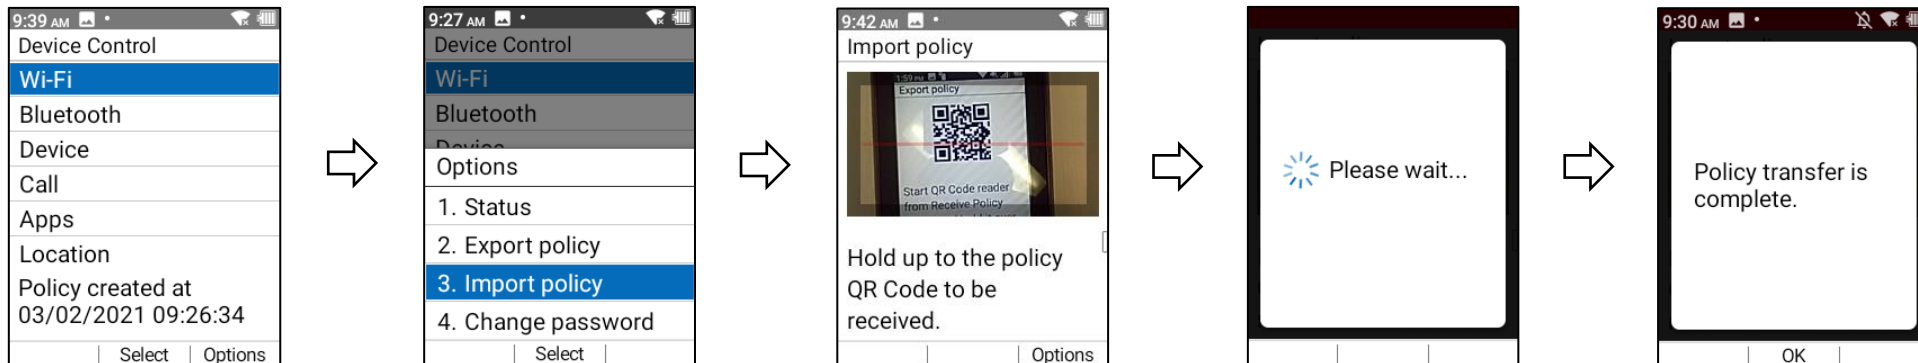 9:39 AM
Device Control
Wi-Fi
Bluetooth
Device
Call
Apps
Location
Policy created at
03/02/2021 09:26:34
Select Options
9:27 AM
Device Control
Wi-Fi
Bluetooth
Device
Options
1. Status
2. Export policy
3. Import policy
4. Change password
Select
9:42 AM
Import policy
1:59 PM
Export policy
Start QR Code reader
from Receive Policy
Hold up to the policy
QR Code to be
received.
Options
Please wait...
9:30 AM
Policy transfer is
complete.
OK